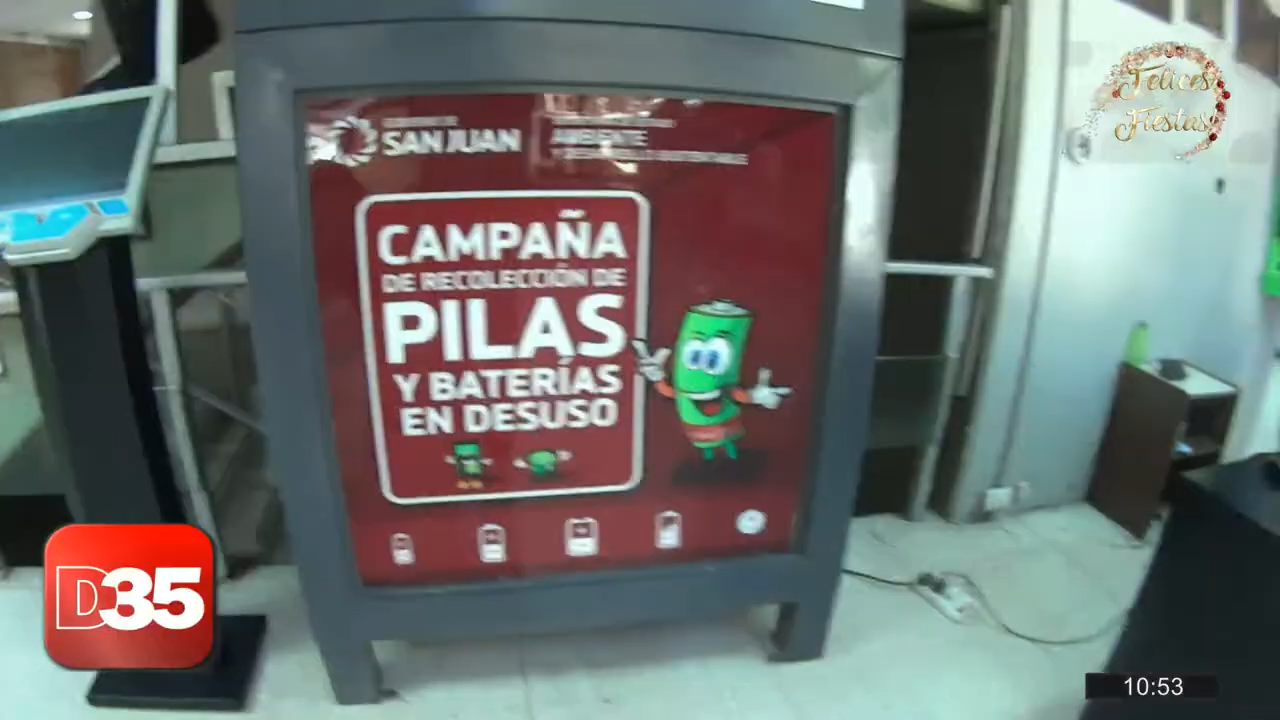 SAN JUAN
AMBIENTE
CAMPAÑA
DE RECOLECCIÓN DE
PILAS
Y BATERÍAS
EN DESUSO
Felices
Fiestas
D35
10:53